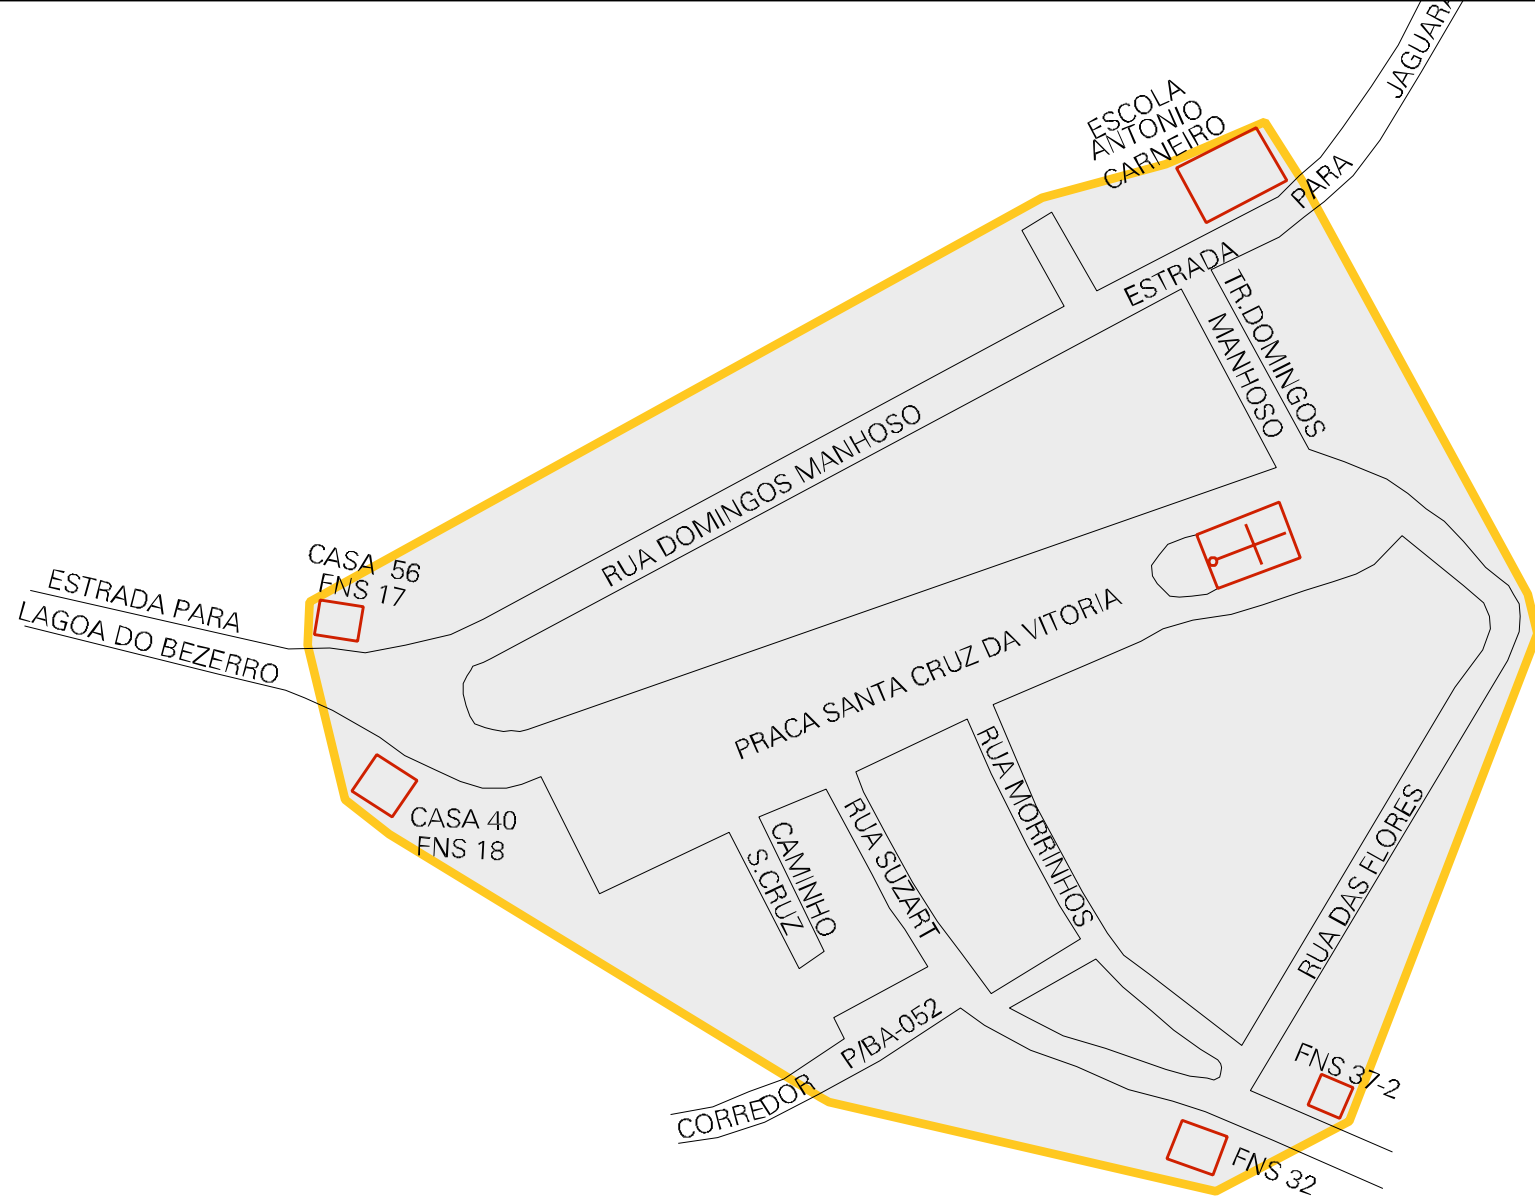 JAGUARA
ESCOLA
ANTONIO
CARNEIRO
PARA
ESTRADA
TR.DOMINGOS
MANHOSO
RUA DOMINGOS MANHOSO
CASA 56
FNS 17
ESTRADA PARA
LAGOA DO BEZERRO
PRACA SANTA CRUZ DA VITORIA
CASA 40
FNS 18
CAMINHO
S.CRUZ
RUA SUZART
RUA MORRINHOS
RUA DAS FLORES
CORREDOR P/BA-052
FNS 37-2
FNS 32